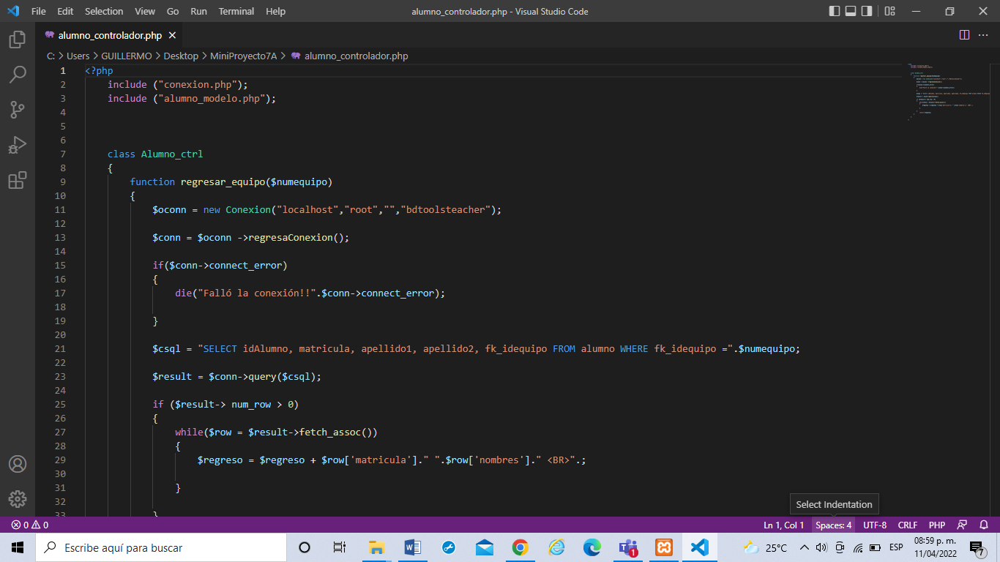 File Edit Selection View Go Run Terminal Help alumno_controlador.php - Visual Studio Code
alumno_controlador.php
C: > Users > GUILLERMO > Desktop > MiniProyecto7A > alumno_controlador.php
1 <?php
2 include ("conexion.php");
3 include ("alumno_modelo.php");
4
5
6
7 class Alumno_ctrl
8 {
9 function regresar_equipo($numequipo)
10 {
11 $oconn = new Conexion("localhost","root","","bdtoolsteacher");
12
13 $conn = $oconn ->regresaConexion();
14
15 if($conn->connect_error)
16 {
17 die("Falló la conexión!!".$conn->connect_error);
18
19 }
20
21 $csql = "SELECT idAlumno, matricula, apellido1, apellido2, fk_idequipo FROM alumno WHERE fk_idequipo =".$numequipo;
22
23 $result = $conn->query($csql);
24
25 if ($result-> num_row > 0)
26 {
27 while($row = $result->fetch_assoc())
28 {
29 $regreso = $regreso + $row['matricula']." ".$row['nombres']." <BR>".;
30
31 }
32
33 }
Select Indentation
0 0 Ln 1, Col 1 Spaces: 4 UTF-8 CRLF PHP
Escribe aquí para buscar 1 25°C ESP 08:59 p. m. 7
11/04/2022